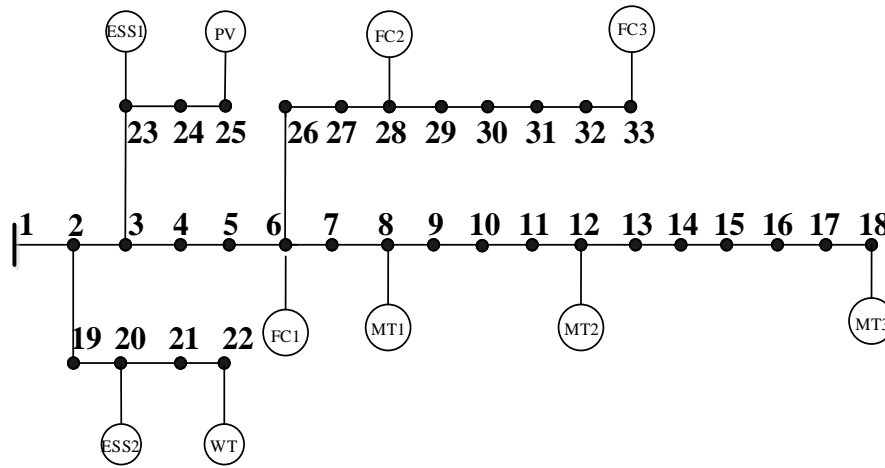 ESS1 PV FC2 FC3
23 24 25 26 27 28 29 30 31 32 33
1 2 3 4 5 6 7 8 9 10 11 12 13 14 15 16 17 18
FC1 MT1 MT2 MT3
19 20 21 22
ESS2 WT